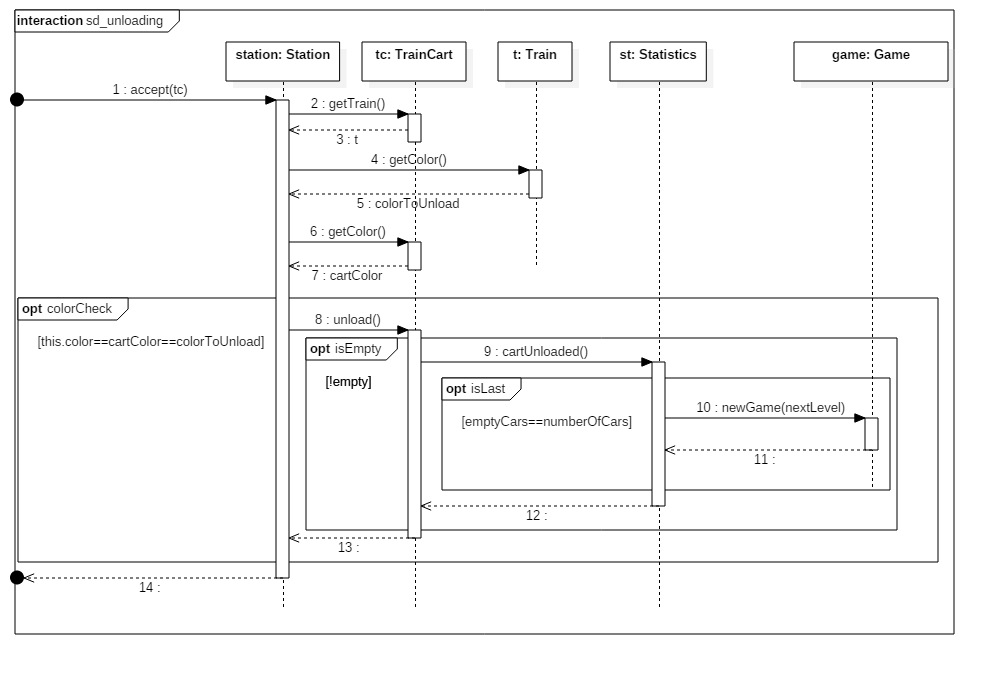 interaction sd_unloading
station: Station
tc: TrainCart
t: Train
st: Statistics
game: Game
1 : accept(tc)
2 : getTrain()
3 : t
4 : getColor()
5 : colorToUnload
6 : getColor()
7 : cartColor
opt colorCheck
[this.color==cartColor==colorToUnload]
8 : unload()
opt isEmpty
[!empty]
9 : cartUnloaded()
opt isLast
[emptyCars==numberOfCars]
10 : newGame(nextLevel)
11 :
12 :
13 :
14 :